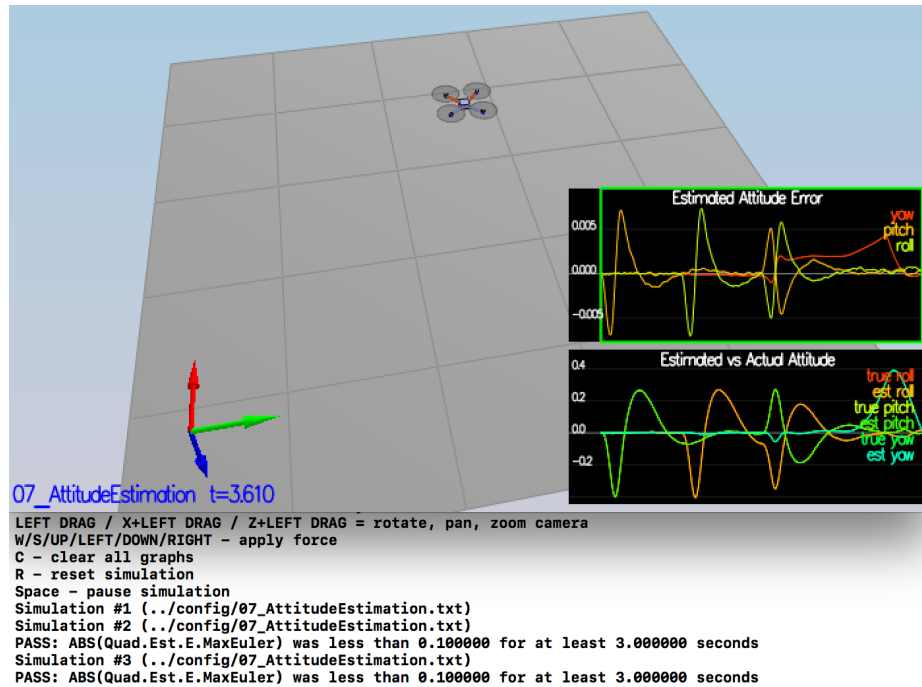 Estimated Attitude Error
yaw
pitch
roll
0.005
0.000
-0.005
Estimated vs Actual Attitude
0.4
0.2
0.0
-0.2
true roll
est roll
true pitch
est pitch
true yaw
est yaw
07_AttitudeEstimation t=3.610
LEFT DRAG / X+LEFT DRAG / Z+LEFT DRAG = rotate, pan, zoom camera
W/S/UP/LEFT/DOWN/RIGHT – apply force
C – clear all graphs
R – reset simulation
Space – pause simulation
Simulation #1 (../config/07_AttitudeEstimation.txt)
Simulation #2 (../config/07_AttitudeEstimation.txt)
PASS: ABS(Quad.Est.E.MaxEuler) was less than 0.100000 for at least 3.000000 seconds
Simulation #3 (../config/07_AttitudeEstimation.txt)
PASS: ABS(Quad.Est.E.MaxEuler) was less than 0.100000 for at least 3.000000 seconds